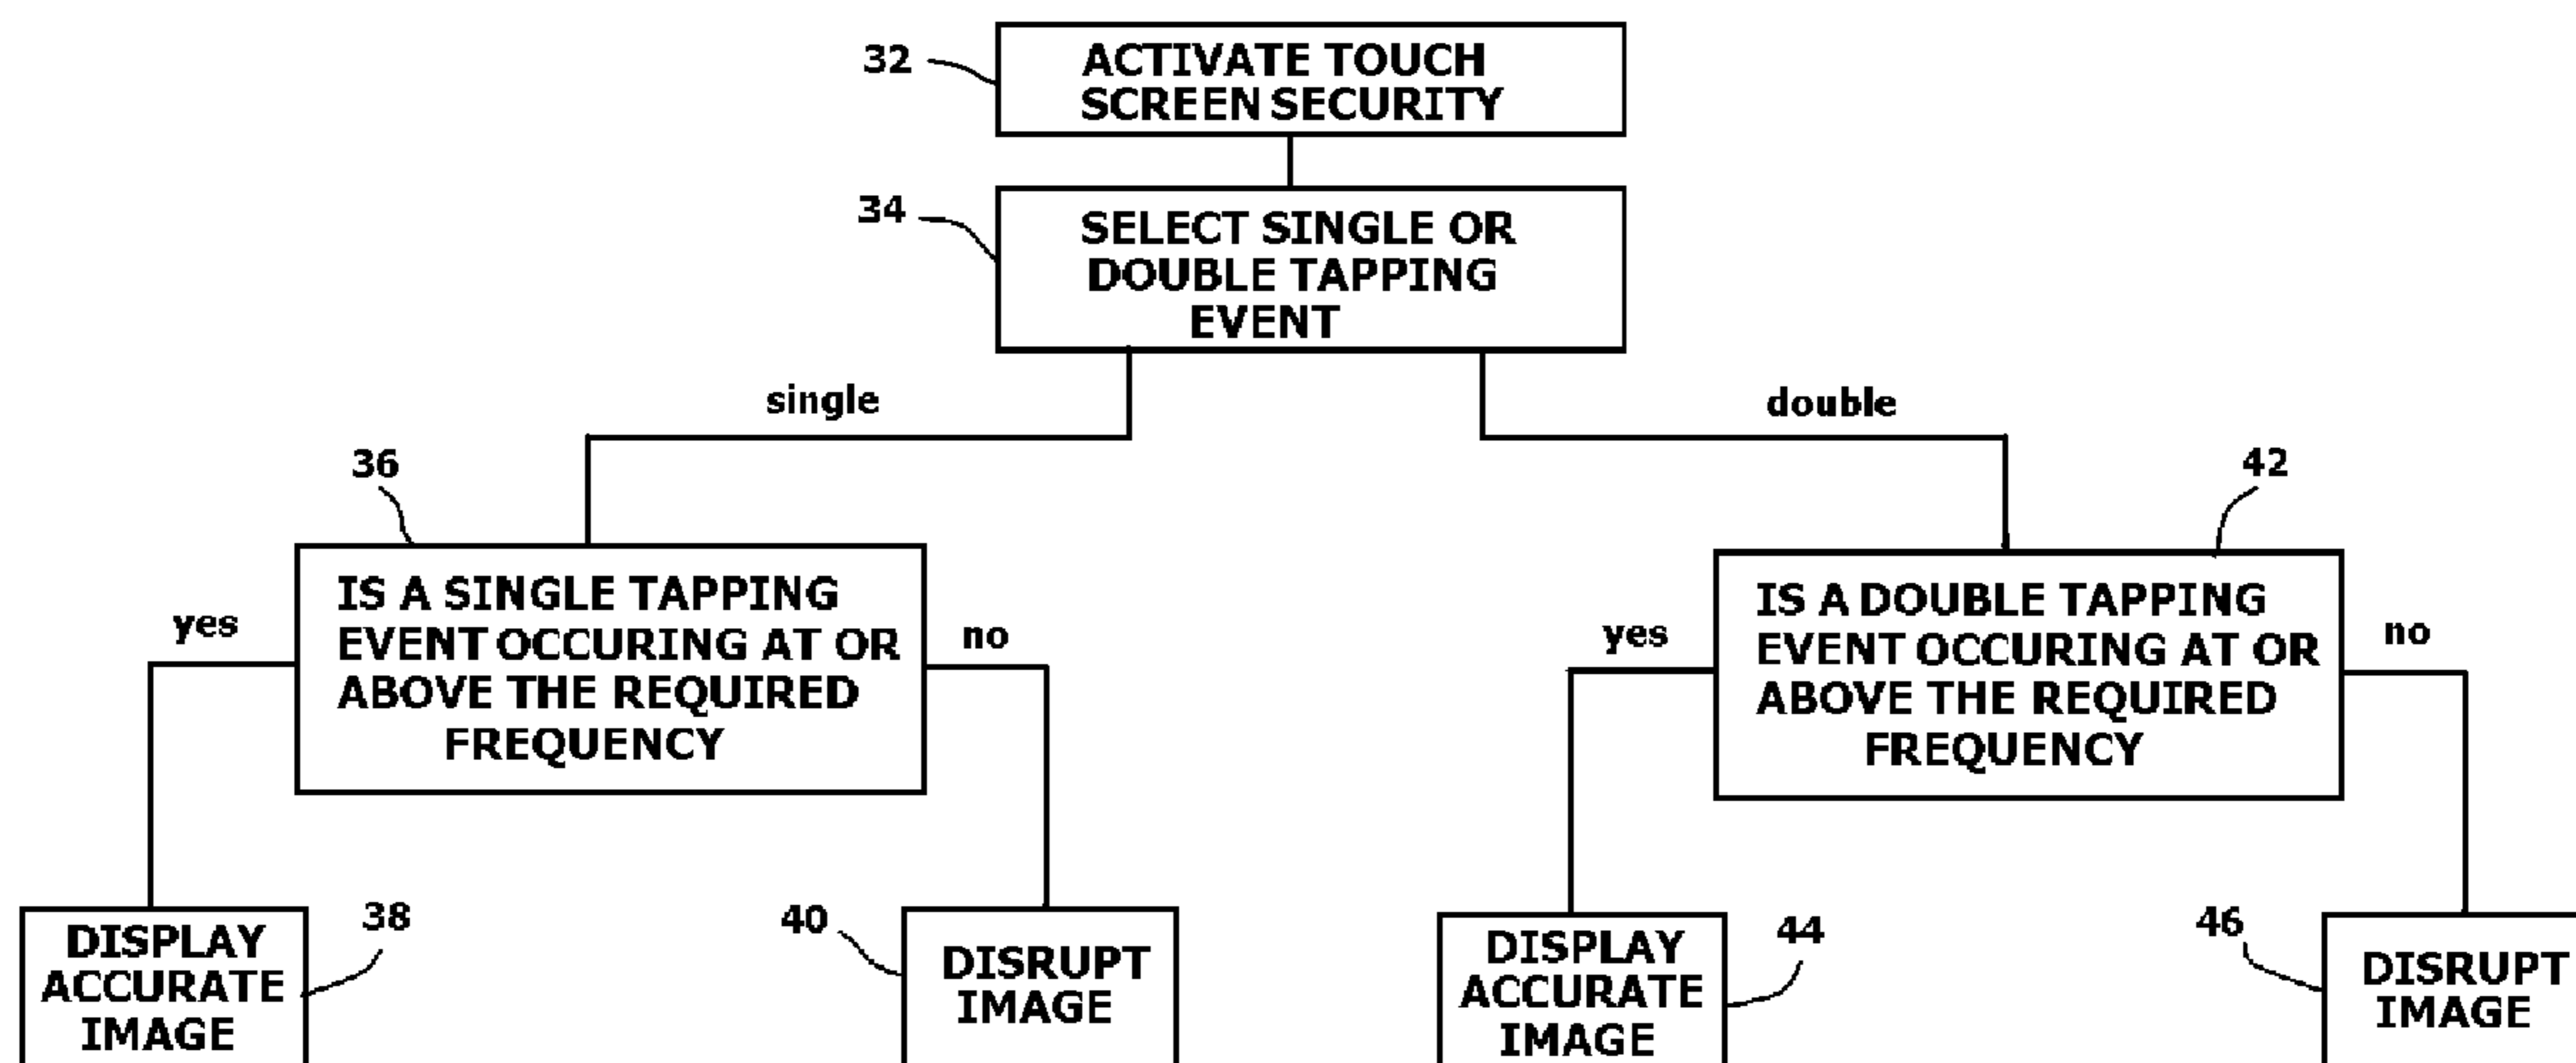 32
ACTIVATE TOUCH
SCREEN SECURITY
34
SELECT SINGLE OR
DOUBLE TAPPING
EVENT
single
double
36
42
IS A SINGLE TAPPING
EVENT OCCURING AT OR
ABOVE THE REQUIRED
FREQUENCY
yes
no
IS A DOUBLE TAPPING
EVENT OCCURING AT OR
ABOVE THE REQUIRED
FREQUENCY
yes
no
DISPLAY
ACCURATE
IMAGE
38
40
DISRUPT
IMAGE
DISPLAY
ACCURATE
IMAGE
44
46
DISRUPT
IMAGE